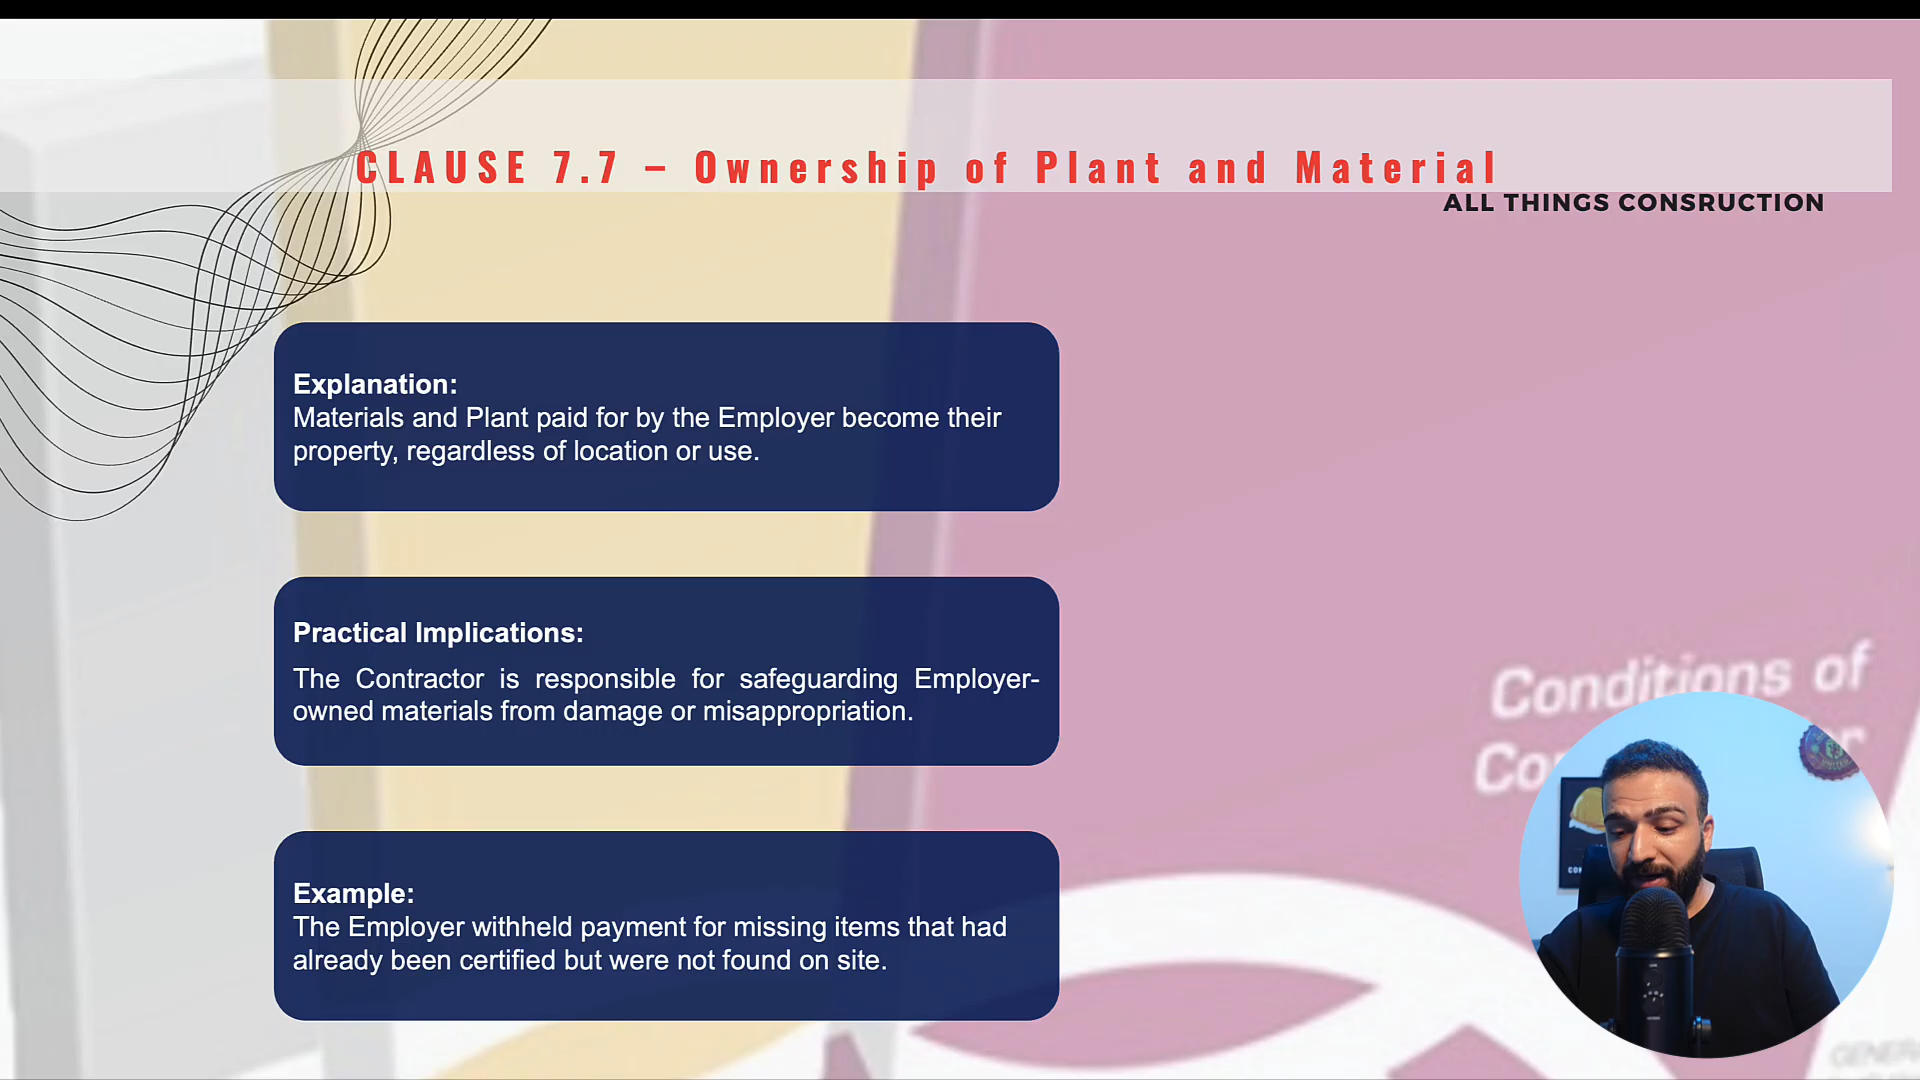 CLAUSE 7.7 – Ownership of Plant and Material
ALL THINGS CONSRUCTION
Explanation:
Materials and Plant paid for by the Employer become their
property, regardless of location or use.
Practical Implications:
The Contractor is responsible for safeguarding Employer-
owned materials from damage or misappropriation.
Example:
The Employer withheld payment for missing items that had
already been certified but were not found on site.
Conditions of